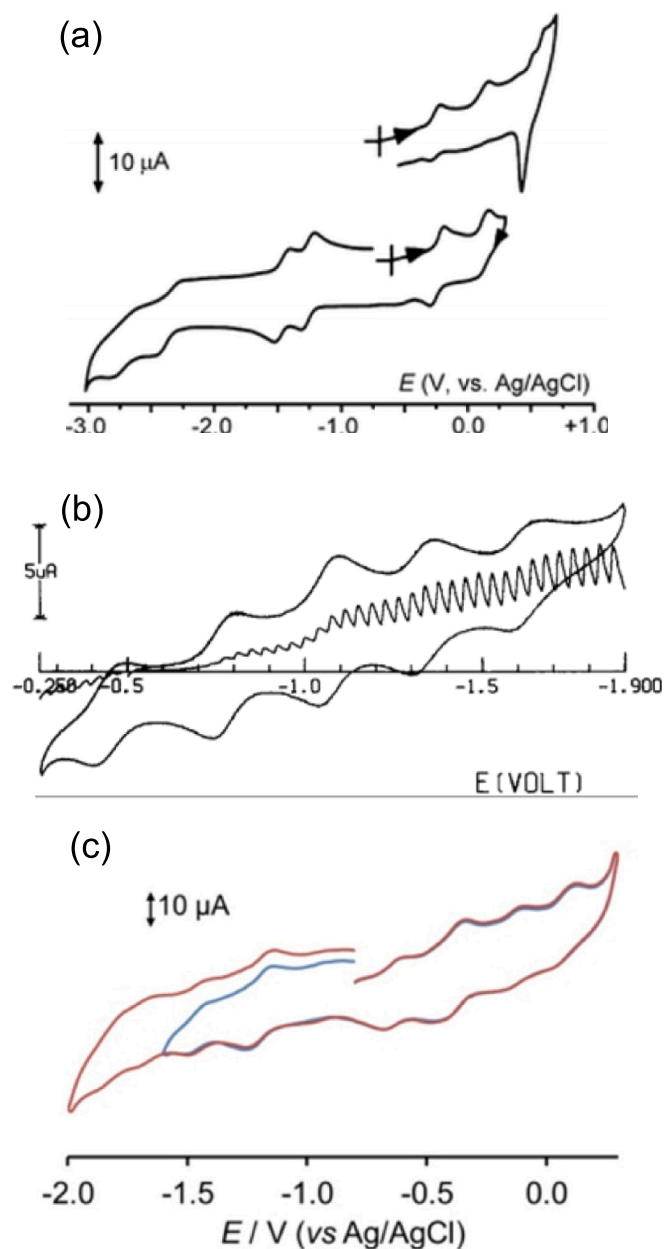 (a)
10 µA
E (V, vs. Ag/AgCl)
-3.0 -2.0 -1.0 0.0 +1.0
(b)
5uA
-0.250 -0.5 -1.0 -1.5 -1.900
E(VOLT)
(c)
10 µA
-2.0 -1.5 -1.0 -0.5 0.0
E / V (vs Ag/AgCl)